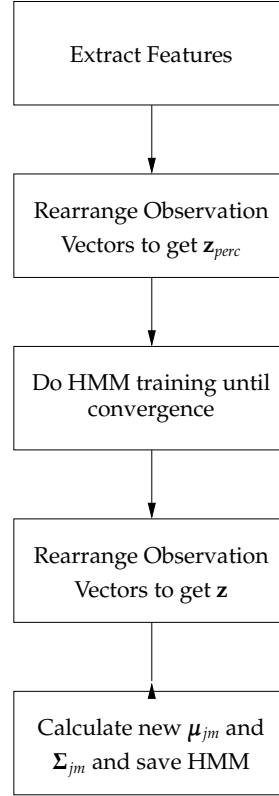 Extract Features
Rearrange Observation
Vectors to get z_perc
Do HMM training until
convergence
Rearrange Observation
Vectors to get z
Calculate new μ_jm and
Σ_jm and save HMM